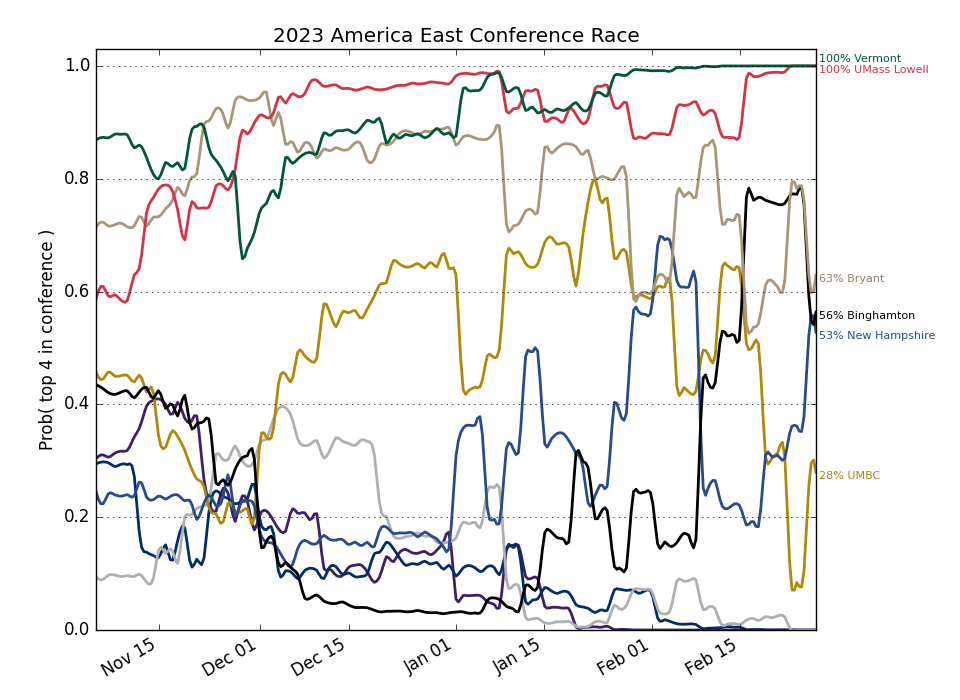 2023 America East Conference Race
Prob( top 4 in conference )
1.0
0.8
0.6
0.4
0.2
0.0
Nov 15
Dec 01
Dec 15
Jan 01
Jan 15
Feb 01
Feb 15
100% Vermont
100% UMass Lowell
63% Bryant
56% Binghamton
53% New Hampshire
28% UMBC